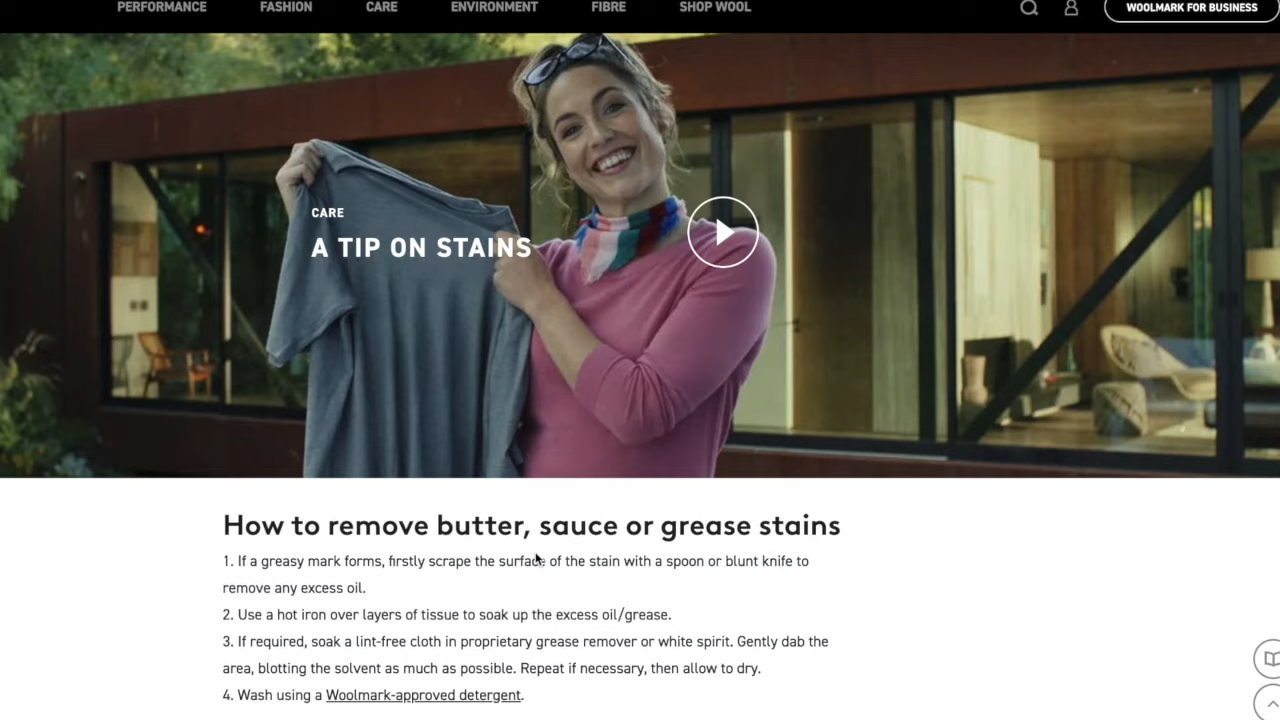 PERFORMANCE FASHION CARE ENVIRONMENT FIBRE SHOP WOOL WOOLMARK FOR BUSINESS
CARE
A TIP ON STAINS
How to remove butter, sauce or grease stains
1. If a greasy mark forms, firstly scrape the surface of the stain with a spoon or blunt knife to
remove any excess oil.
2. Use a hot iron over layers of tissue to soak up the excess oil/grease.
3. If required, soak a lint-free cloth in proprietary grease remover or white spirit. Gently dab the
area, blotting the solvent as much as possible. Repeat if necessary, then allow to dry.
4. Wash using a Woolmark-approved detergent.